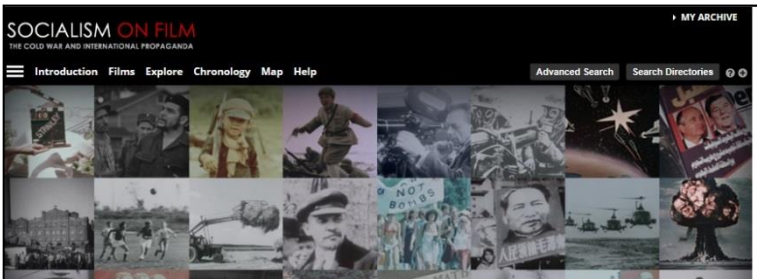 MY ARCHIVE
SOCIALISM ON FILM
THE COLD WAR AND INTERNATIONAL PROPAGANDA
Introduction Films Explore Chronology Map Help
Advanced Search Search Directories
NOT
BOMBS